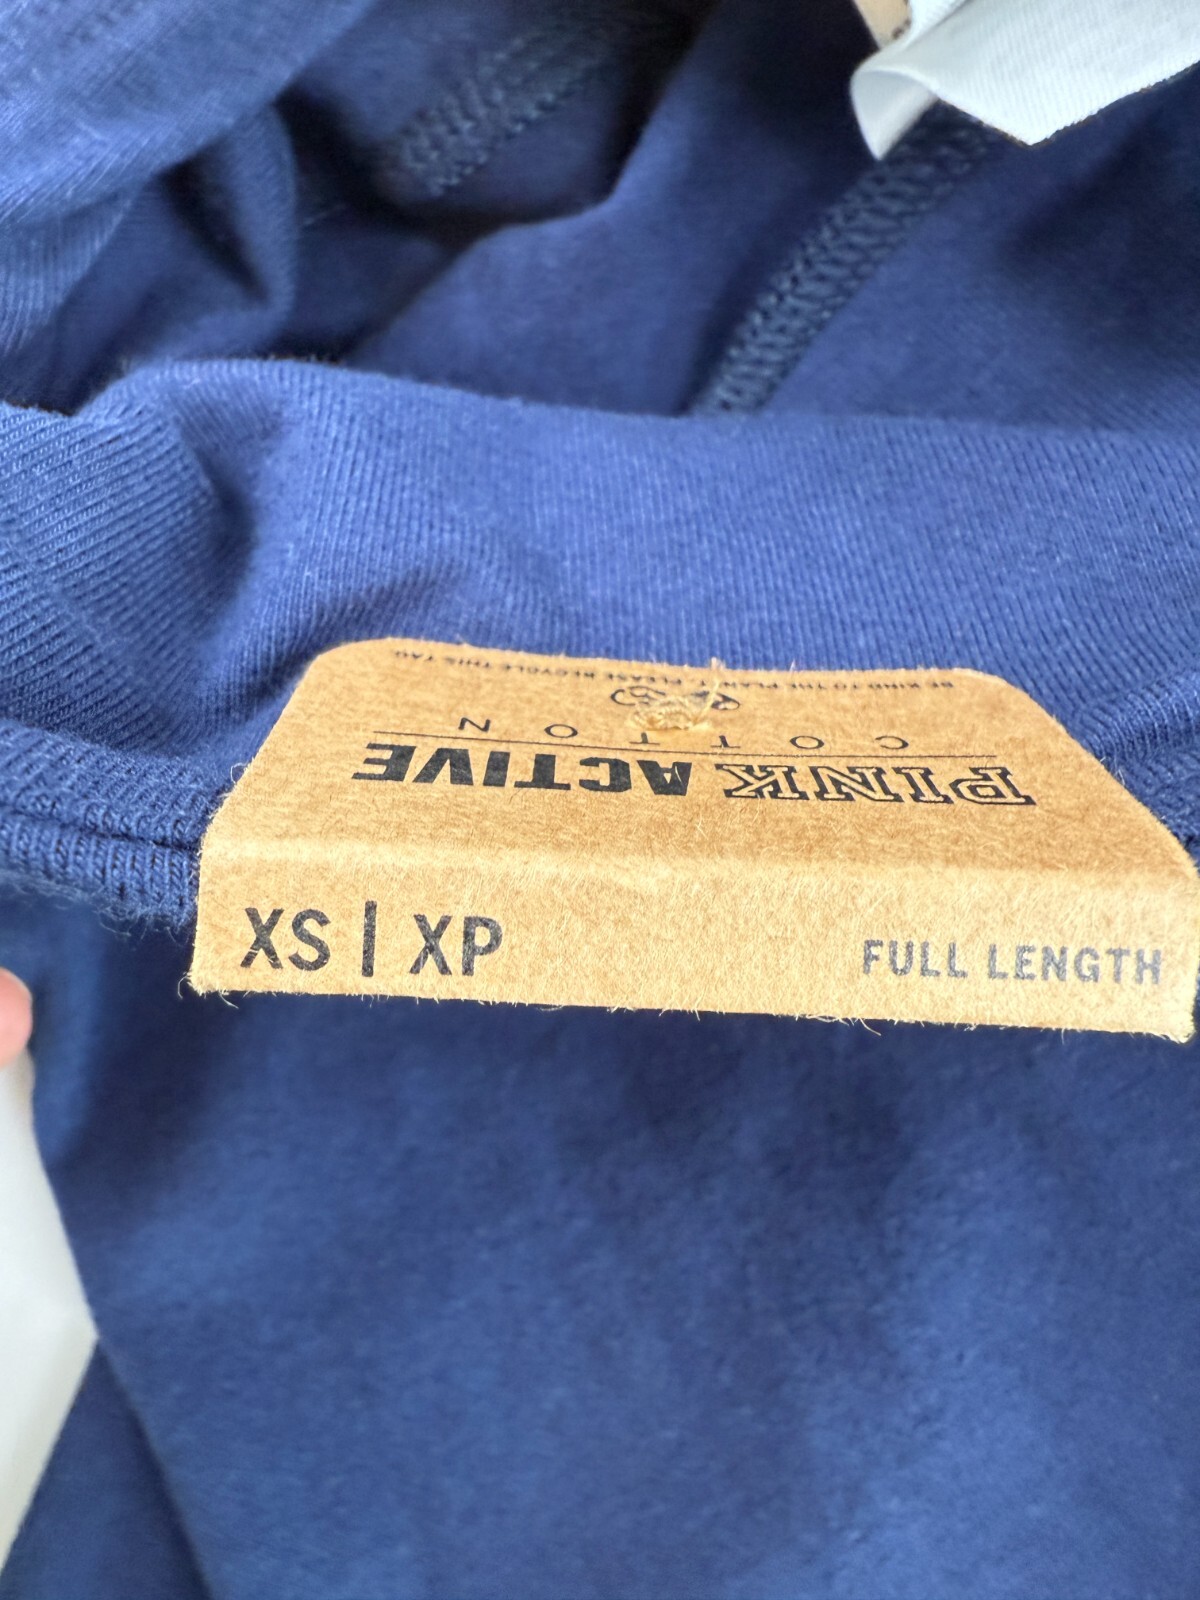 BE KIND TO THE PLANET. PLEASE RECYCLE THIS TAG.
COTTON
PINK ACTIVE
XS | XP
FULL LENGTH